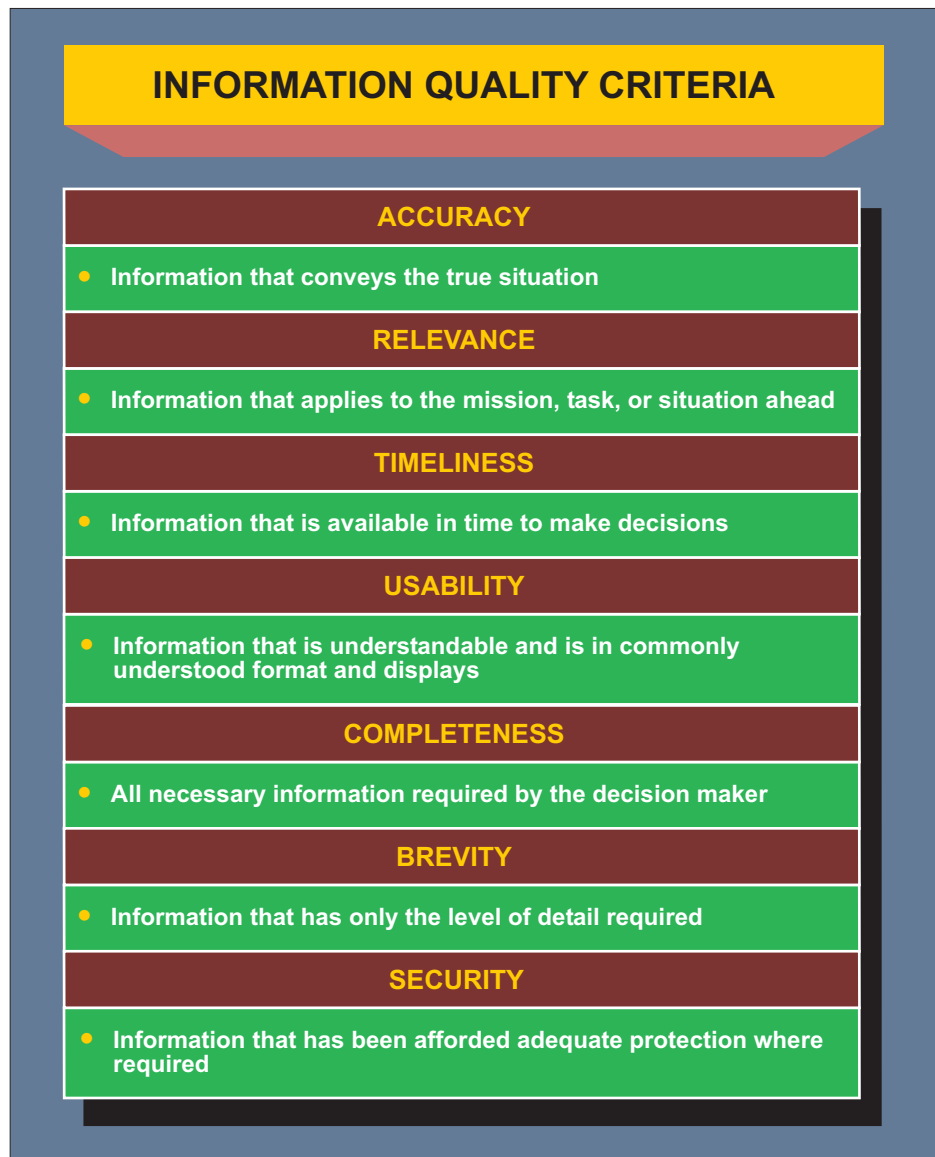 INFORMATION QUALITY CRITERIA
ACCURACY
• Information that conveys the true situation
RELEVANCE
• Information that applies to the mission, task, or situation ahead
TIMELINESS
• Information that is available in time to make decisions
USABILITY
• Information that is understandable and is in commonly
understood format and displays
COMPLETENESS
• All necessary information required by the decision maker
BREVITY
• Information that has only the level of detail required
SECURITY
• Information that has been afforded adequate protection where
required